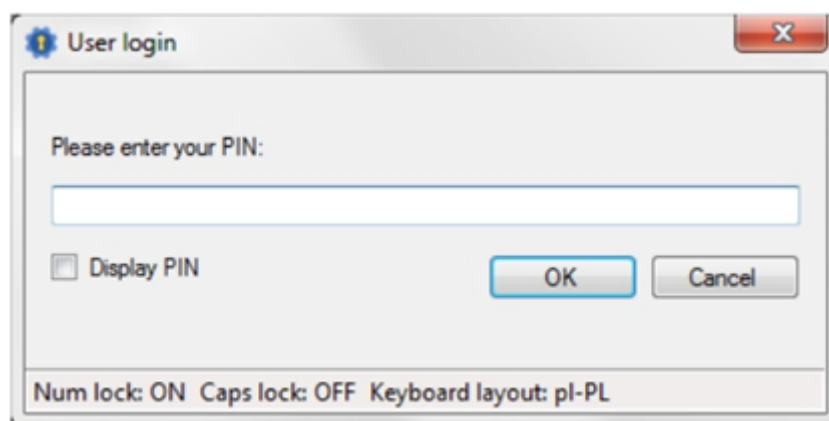 User login
Please enter your PIN:
Display PIN
OK
Cancel
Num lock: ON Caps lock: OFF Keyboard layout: pl-PL